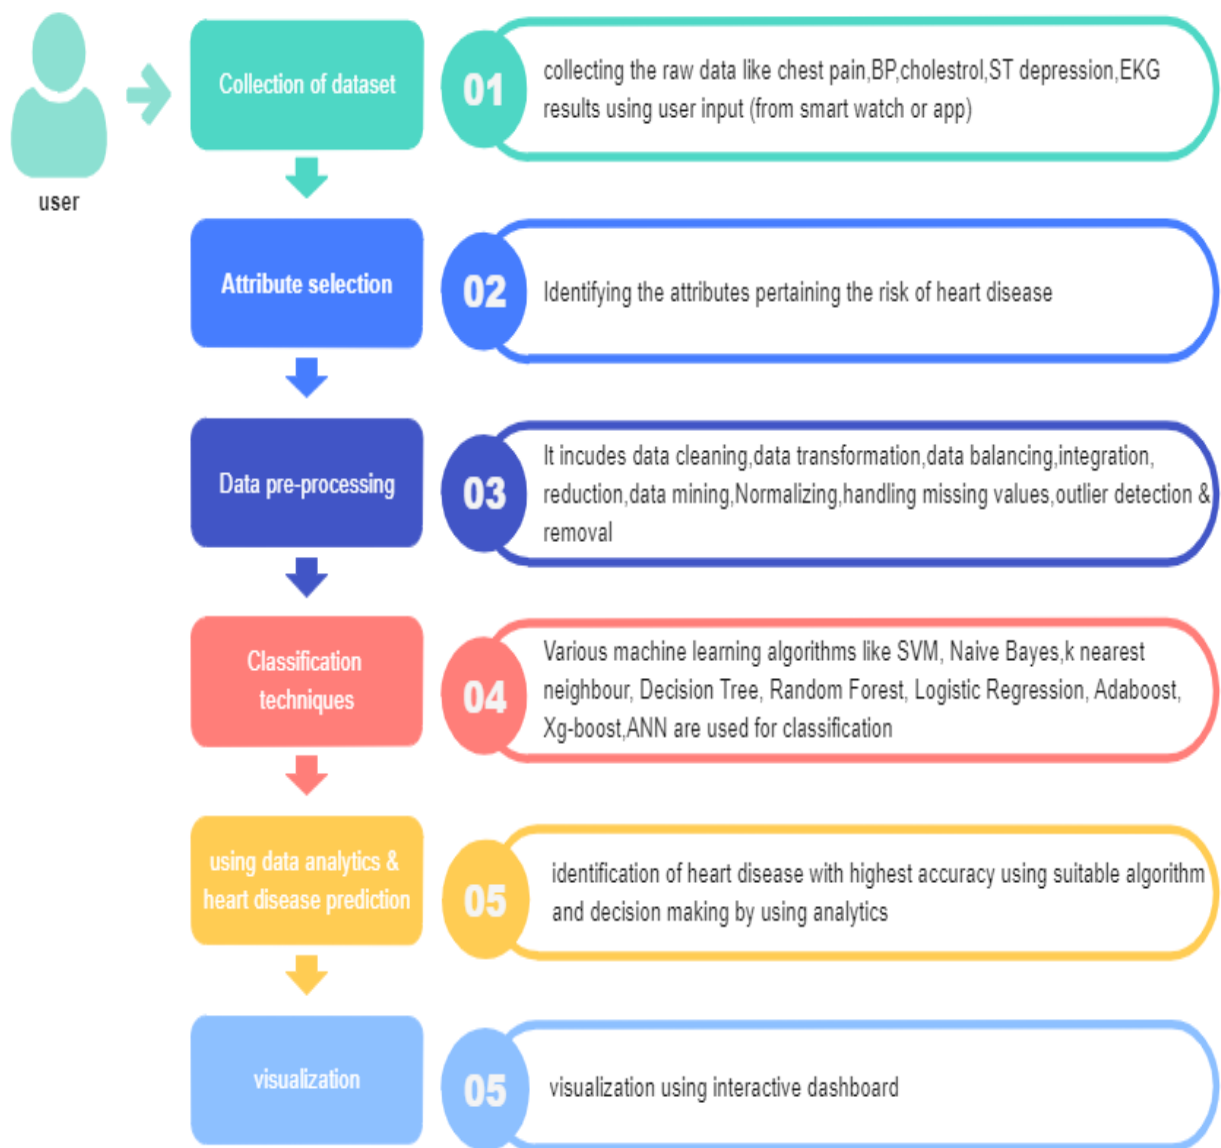 user
Collection of dataset
01
collecting the raw data like chest pain,BP,cholestrol,ST depression,EKG
results using user input (from smart watch or app)
Attribute selection
02
Identifying the attributes pertaining the risk of heart disease
Data pre-processing
03
It incudes data cleaning,data transformation,data balancing,integration,
reduction,data mining,Normalizing,handling missing values,outlier detection &
removal
Classification
techniques
04
Various machine learning algorithms like SVM, Naive Bayes,k nearest
neighbour, Decision Tree, Random Forest, Logistic Regression, Adaboost,
Xg-boost,ANN are used for classification
using data analytics &
heart disease prediction
05
identification of heart disease with highest accuracy using suitable algorithm
and decision making by using analytics
visualization
05
visualization using interactive dashboard